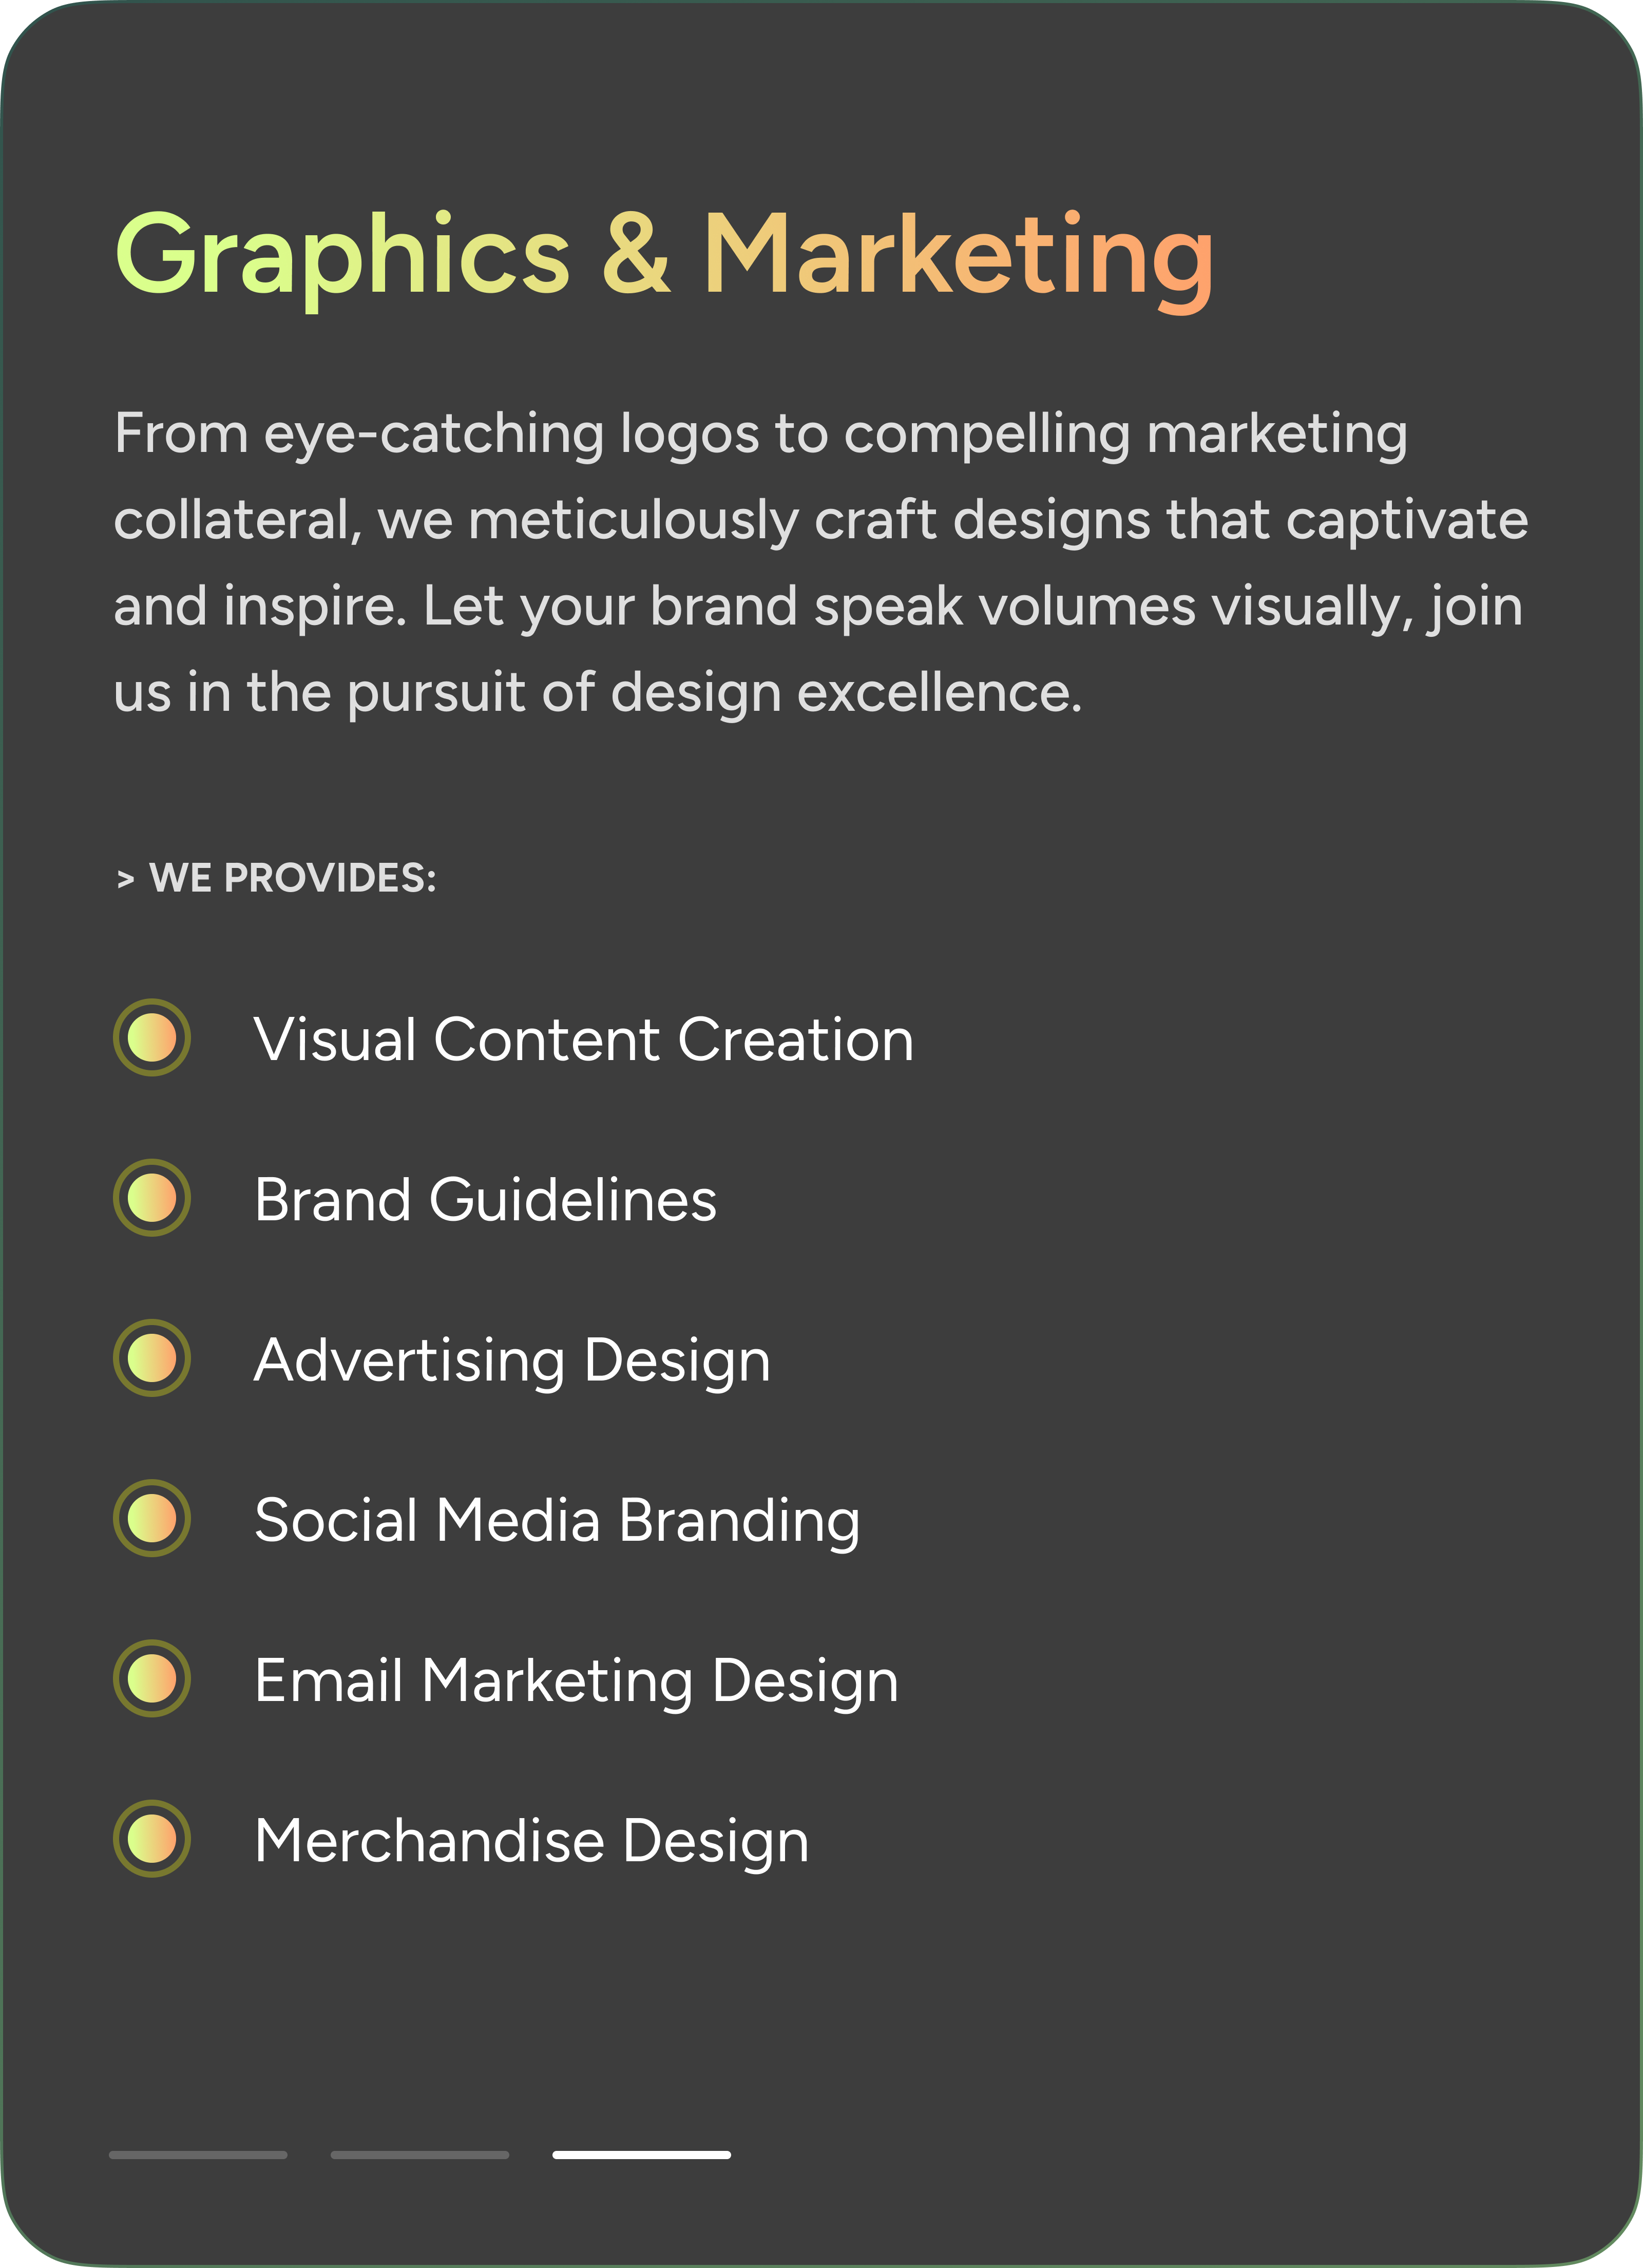 Graphics & Marketing
From eye-catching logos to compelling marketing
collateral, we meticulously craft designs that captivate
and inspire. Let your brand speak volumes visually, join
us in the pursuit of design excellence.
> WE PROVIDES:
Visual Content Creation
Brand Guidelines
Advertising Design
Social Media Branding
Email Marketing Design
Merchandise Design